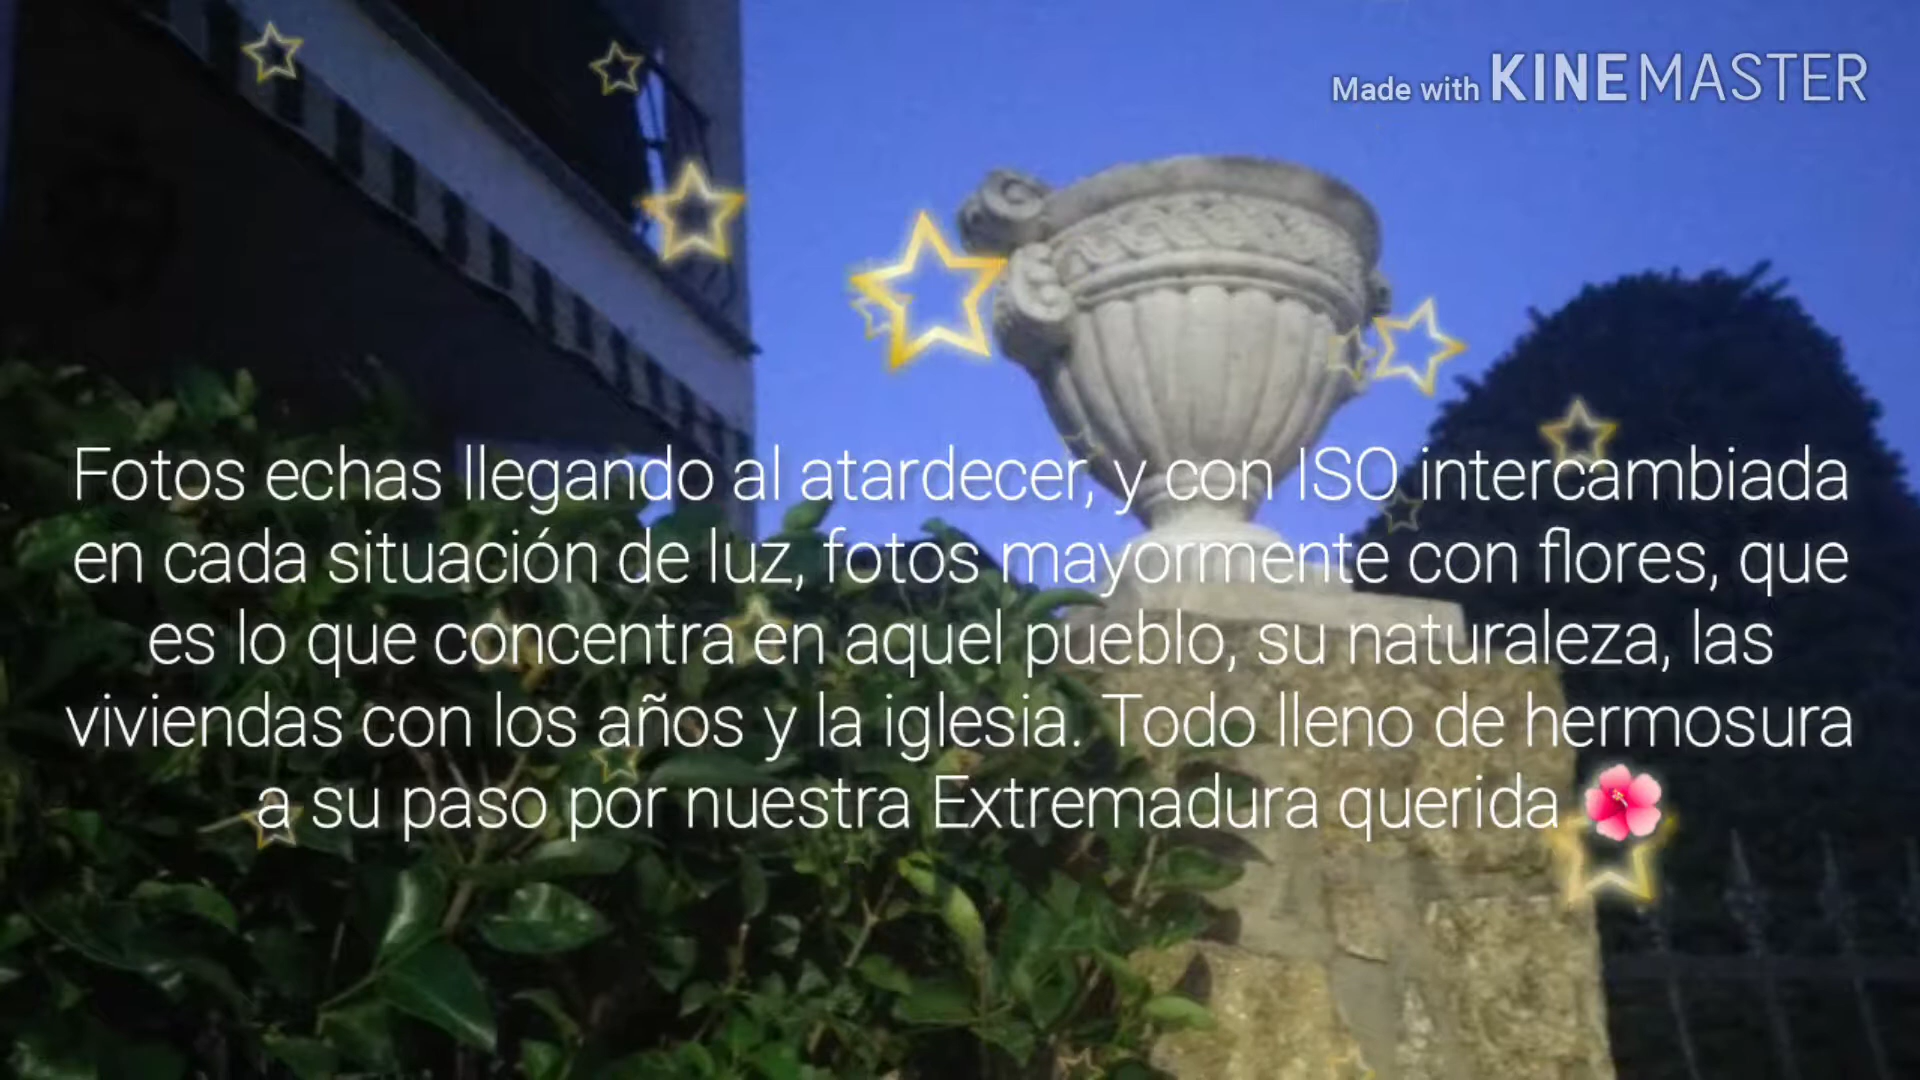 Made with KINEMASTER
Fotos echas llegando al atardecer, y con ISO intercambiada
en cada situación de luz, fotos mayormente con flores, que
es lo que concentra en aquel pueblo, su naturaleza, las
viviendas con los años y la iglesia. Todo lleno de hermosura
a su paso por nuestra Extremadura querida 🌺